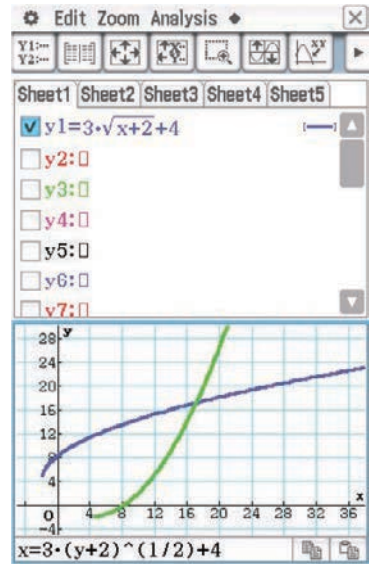 Edit Zoom Analysis
Y1:...
Y2:...
Sheet1 Sheet2 Sheet3 Sheet4 Sheet5
y1=3·√x+2+4
y2:
y3:
y4:
y5:
y6:
y7:
y
28
24
20
16
12
8
4
x
0 4 8 12 16 20 24 28 32 36
-4
x=3·(y+2)^(1/2)+4